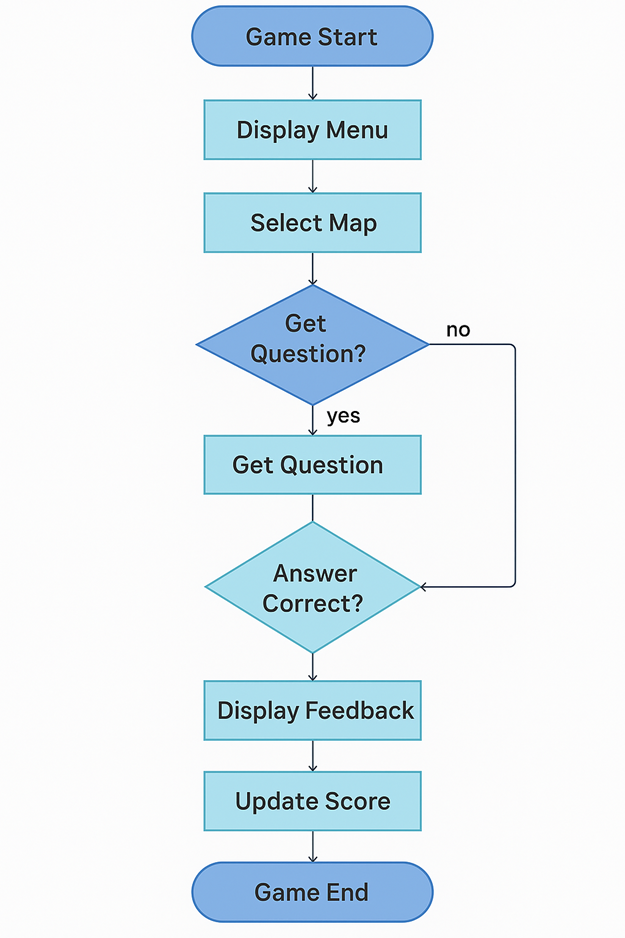 Game Start
Display Menu
Select Map
Get
Question?
no
yes
Get Question
Answer
Correct?
Display Feedback
Update Score
Game End